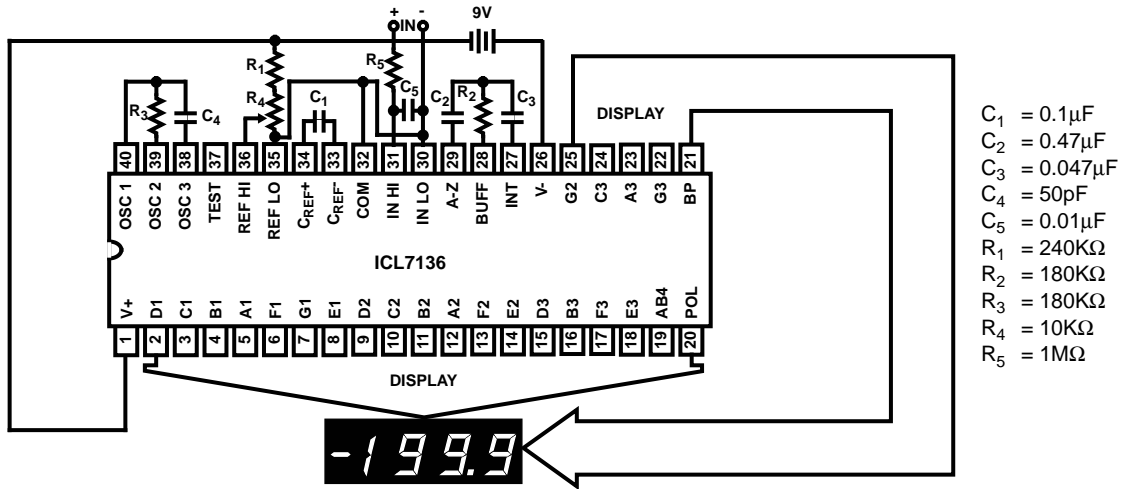 + -
IN
9V
R1
R5
R4
R3
C4
C1
C5
C2
R2
C3
DISPLAY
40 39 38 37 36 35 34 33 32 31 30 29 28 27 26 25 24 23 22 21
OSC 1 OSC 2 OSC 3 TEST REF HI REF LO CREF+ CREF- COM IN HI IN LO A-Z BUFF INT V- G2 C3 A3 G3 BP
ICL7136
V+ D1 C1 B1 A1 F1 G1 E1 D2 C2 B2 A2 F2 E2 D3 B3 F3 E3 AB4 POL
1 2 3 4 5 6 7 8 9 10 11 12 13 14 15 16 17 18 19 20
DISPLAY
-199.9
C1 = 0.1μF
C2 = 0.47μF
C3 = 0.047μF
C4 = 50pF
C5 = 0.01μF
R1 = 240KΩ
R2 = 180KΩ
R3 = 180KΩ
R4 = 10KΩ
R5 = 1MΩ